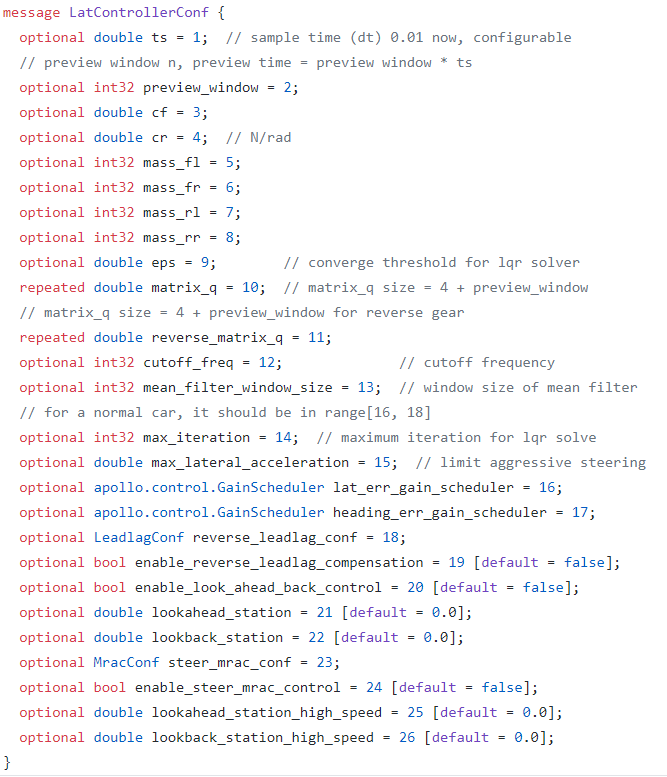 message LatControllerConf {
  optional double ts = 1;  // sample time (dt) 0.01 now, configurable
  // preview window n, preview time = preview window * ts
  optional int32 preview_window = 2;
  optional double cf = 3;
  optional double cr = 4;  // N/rad
  optional int32 mass_fl = 5;
  optional int32 mass_fr = 6;
  optional int32 mass_rl = 7;
  optional int32 mass_rr = 8;
  optional double eps = 9;        // converge threshold for lqr solver
  repeated double matrix_q = 10;  // matrix_q size = 4 + preview_window
  // matrix_q size = 4 + preview_window for reverse gear
  repeated double reverse_matrix_q = 11;
  optional int32 cutoff_freq = 12;              // cutoff frequency
  optional int32 mean_filter_window_size = 13;  // window size of mean filter
  // for a normal car, it should be in range[16, 18]
  optional int32 max_iteration = 14;  // maximum iteration for lqr solve
  optional double max_lateral_acceleration = 15;  // limit aggressive steering
  optional apollo.control.GainScheduler lat_err_gain_scheduler = 16;
  optional apollo.control.GainScheduler heading_err_gain_scheduler = 17;
  optional LeadlagConf reverse_leadlag_conf = 18;
  optional bool enable_reverse_leadlag_compensation = 19 [default = false];
  optional bool enable_look_ahead_back_control = 20 [default = false];
  optional double lookahead_station = 21 [default = 0.0];
  optional double lookback_station = 22 [default = 0.0];
  optional MracConf steer_mrac_conf = 23;
  optional bool enable_steer_mrac_control = 24 [default = false];
  optional double lookahead_station_high_speed = 25 [default = 0.0];
  optional double lookback_station_high_speed = 26 [default = 0.0];
}